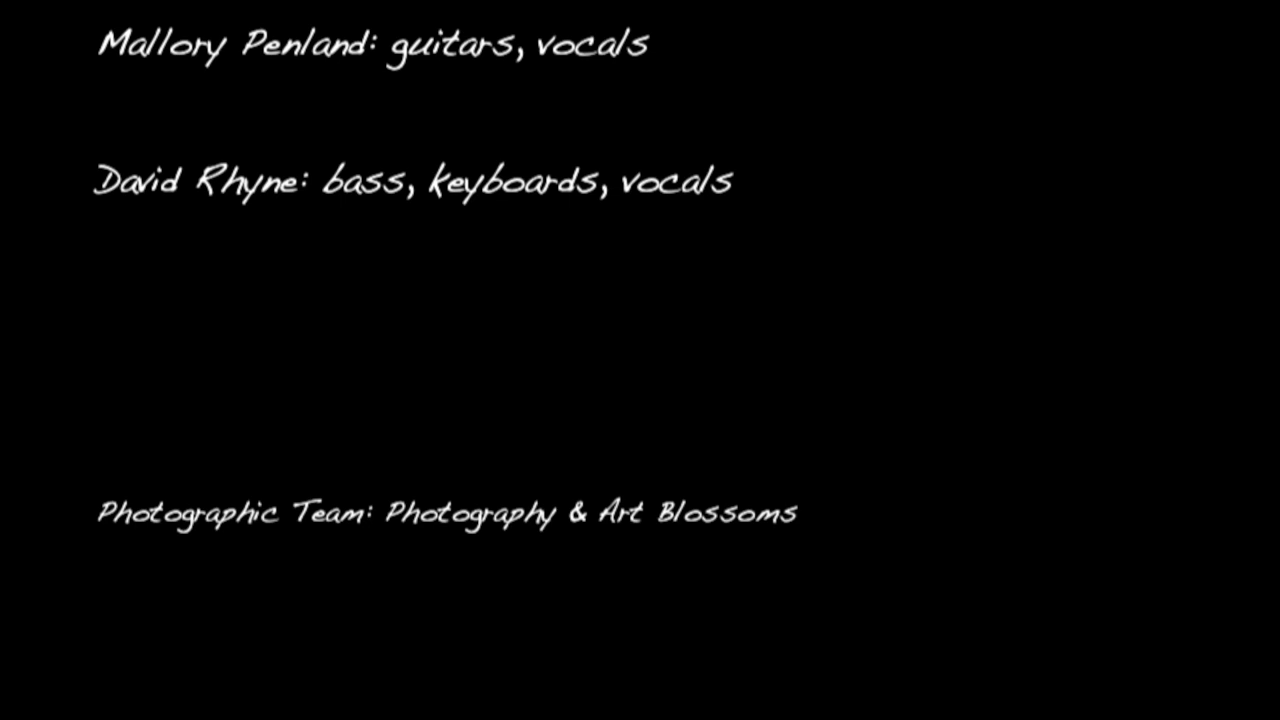 Mallory Penland: guitars, vocals
David Rhyne: bass, keyboards, vocals
Photographic Team: Photography & Art Blossoms